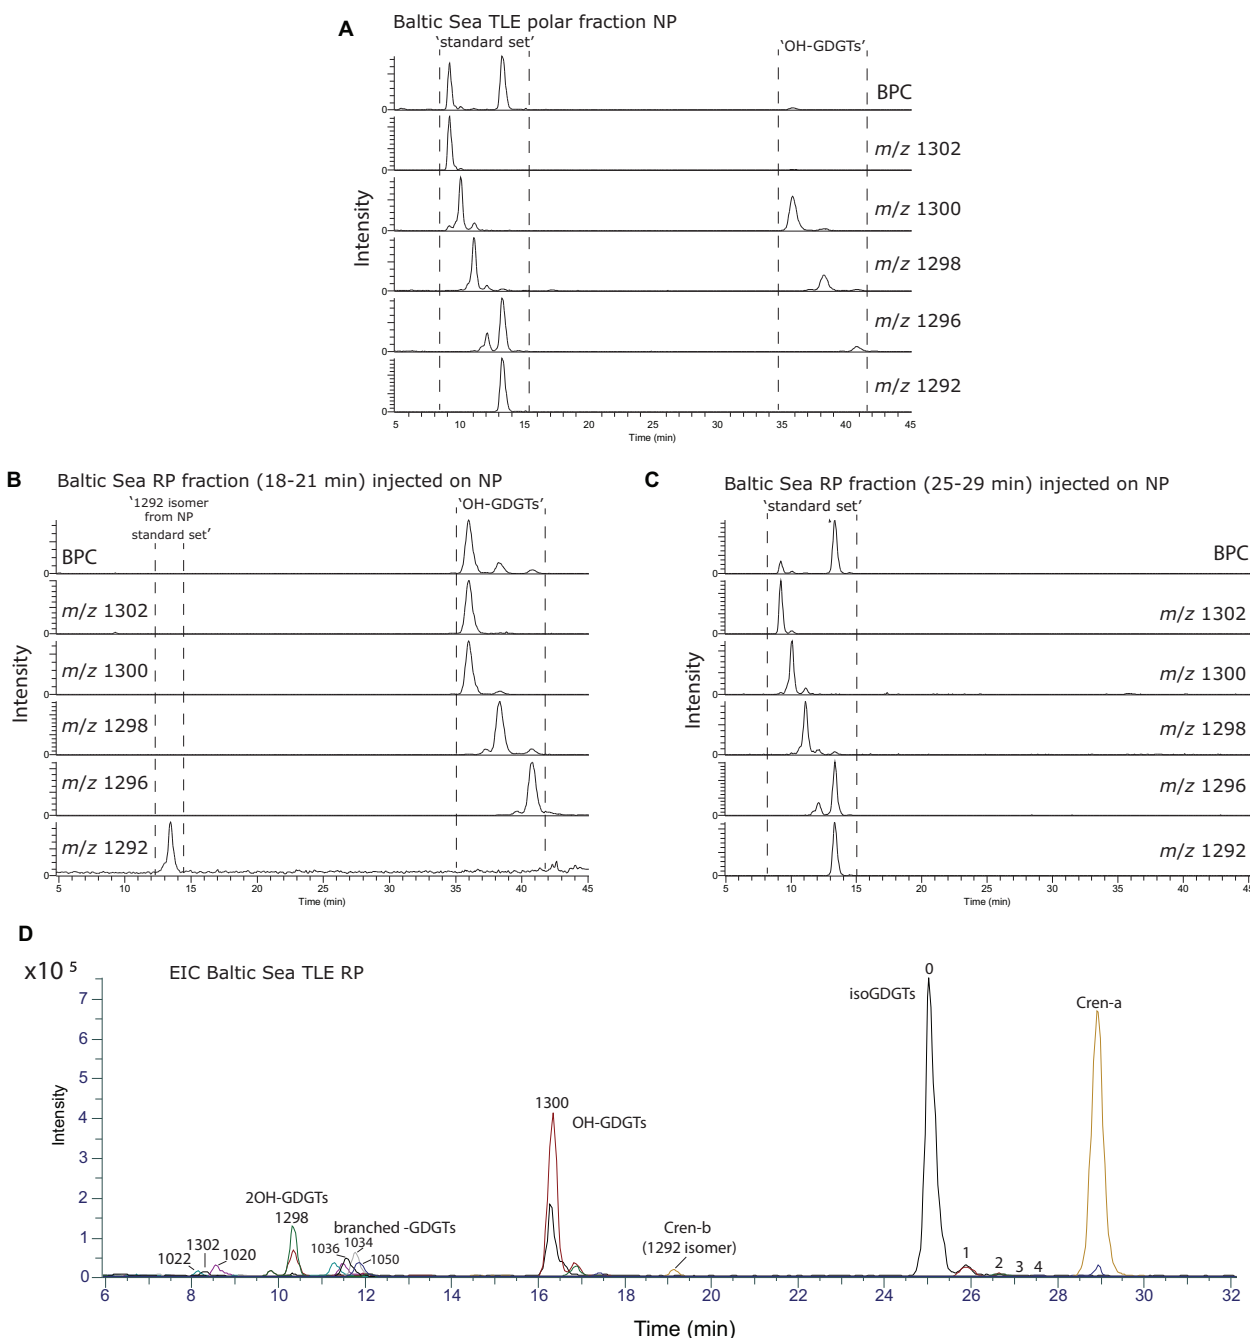 A
Baltic Sea TLE polar fraction NP
'standard set'
'OH-GDGTs'
BPC
0
m/z 1302
0
m/z 1300
0
m/z 1298
0
m/z 1296
0
m/z 1292
0
Intensity
5 10 15 20 25 30 35 40 45
Time (min)
B
Baltic Sea RP fraction (18-21 min) injected on NP
'1292 isomer
from NP
standard set'
'OH-GDGTs'
BPC
0
m/z 1302
0
m/z 1300
0
m/z 1298
0
m/z 1296
0
m/z 1292
0
Intensity
5 10 15 20 25 30 35 40 45
Time (min)
C
Baltic Sea RP fraction (25-29 min) injected on NP
'standard set'
BPC
0
m/z 1302
0
m/z 1300
0
m/z 1298
0
m/z 1296
0
m/z 1292
0
Intensity
5 10 15 20 25 30 35 40 45
Time (min)
D
x10 5
EIC Baltic Sea TLE RP
7
6
5
4
3
2
1
0
Intensity
1022
1302
1020
2OH-GDGTs
1298
branched -GDGTs
1036
1034
1050
1300
OH-GDGTs
Cren-b
(1292 isomer)
isoGDGTs
0
1
2
3
4
Cren-a
6 8 10 12 14 16 18 20 22 24 26 28 30 32
Time (min)